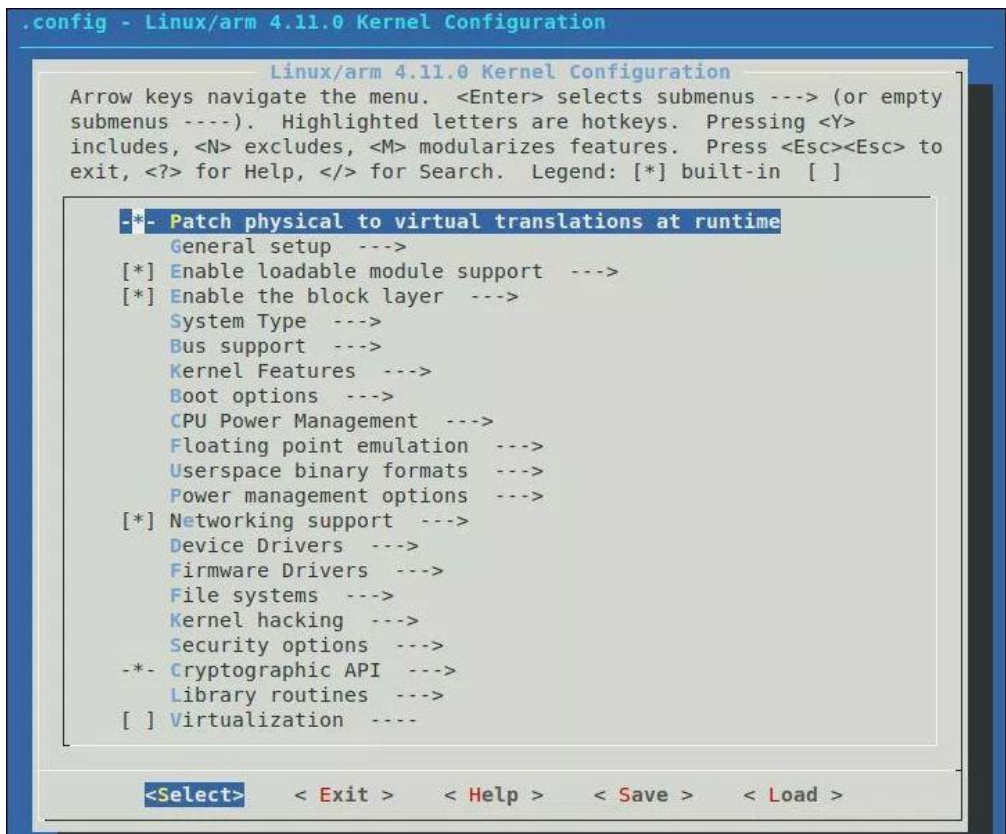 .config - Linux/arm 4.11.0 Kernel Configuration
Linux/arm 4.11.0 Kernel Configuration
Arrow keys navigate the menu.  <Enter> selects submenus ---> (or empty
submenus ----).  Highlighted letters are hotkeys.  Pressing <Y>
includes, <N> excludes, <M> modularizes features.  Press <Esc><Esc> to
exit, <?> for Help, </> for Search.  Legend: [*] built-in  [ ]
-*- Patch physical to virtual translations at runtime
General setup  --->
[*] Enable loadable module support  --->
[*] Enable the block layer  --->
System Type  --->
Bus support  --->
Kernel Features  --->
Boot options  --->
CPU Power Management  --->
Floating point emulation  --->
Userspace binary formats  --->
Power management options  --->
[*] Networking support  --->
Device Drivers  --->
Firmware Drivers  --->
File systems  --->
Kernel hacking  --->
Security options  --->
-*- Cryptographic API  --->
Library routines  --->
[ ] Virtualization  ----
<Select>    < Exit >    < Help >    < Save >    < Load >